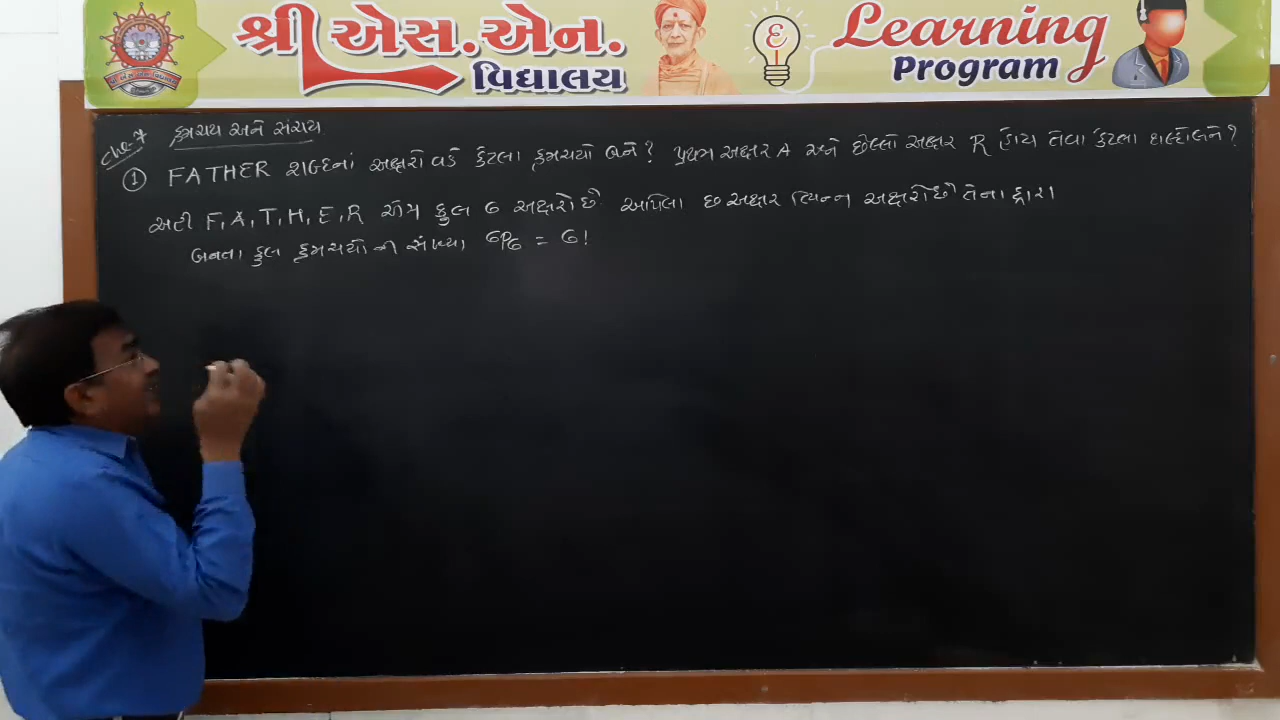 શ્રી એસ.એન.
વિદ્યાલય
Learning
Program
Ch-7 ક્રમચય અને સંચય
① FATHER શબ્દનાં અક્ષરો વડે કેટલા ક્રમચયો બને? પ્રથમ અક્ષર A અને છેલ્લો અક્ષર R હોય તેવા કેટલા શબ્દો બને?
અહી F, A, T, H, E, R એમ કુલ 6 અક્ષરો છે આપેલા છ અક્ષર ભિન્ન અક્ષરો છે તેના દ્વારા
બનતા કુલ ક્રમચયો ની સંખ્યા 6P6 = 6!